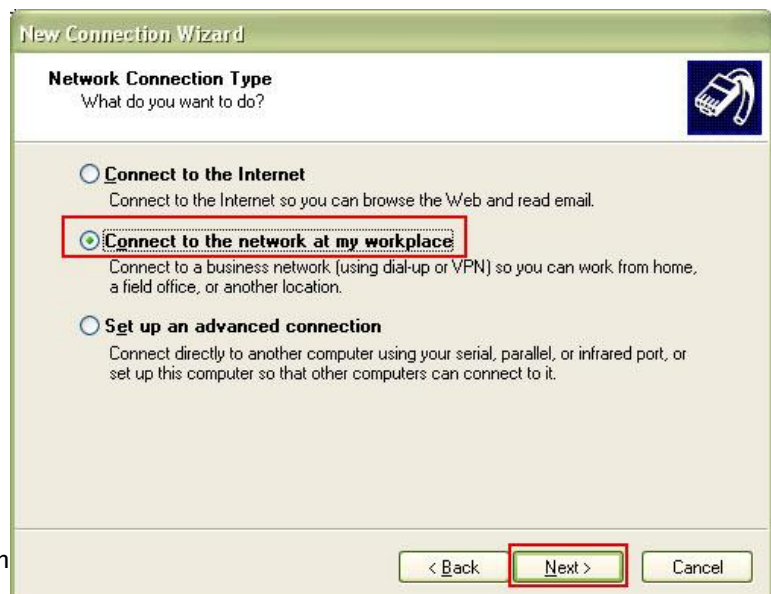 New Connection Wizard
Network Connection Type
What do you want to do?
Connect to the Internet
Connect to the Internet so you can browse the Web and read email.
Connect to the network at my workplace
Connect to a business network (using dial-up or VPN) so you can work from home,
a field office, or another location.
Set up an advanced connection
Connect directly to another computer using your serial, parallel, or infrared port, or
set up this computer so that other computers can connect to it.
n
< Back Next > Cancel